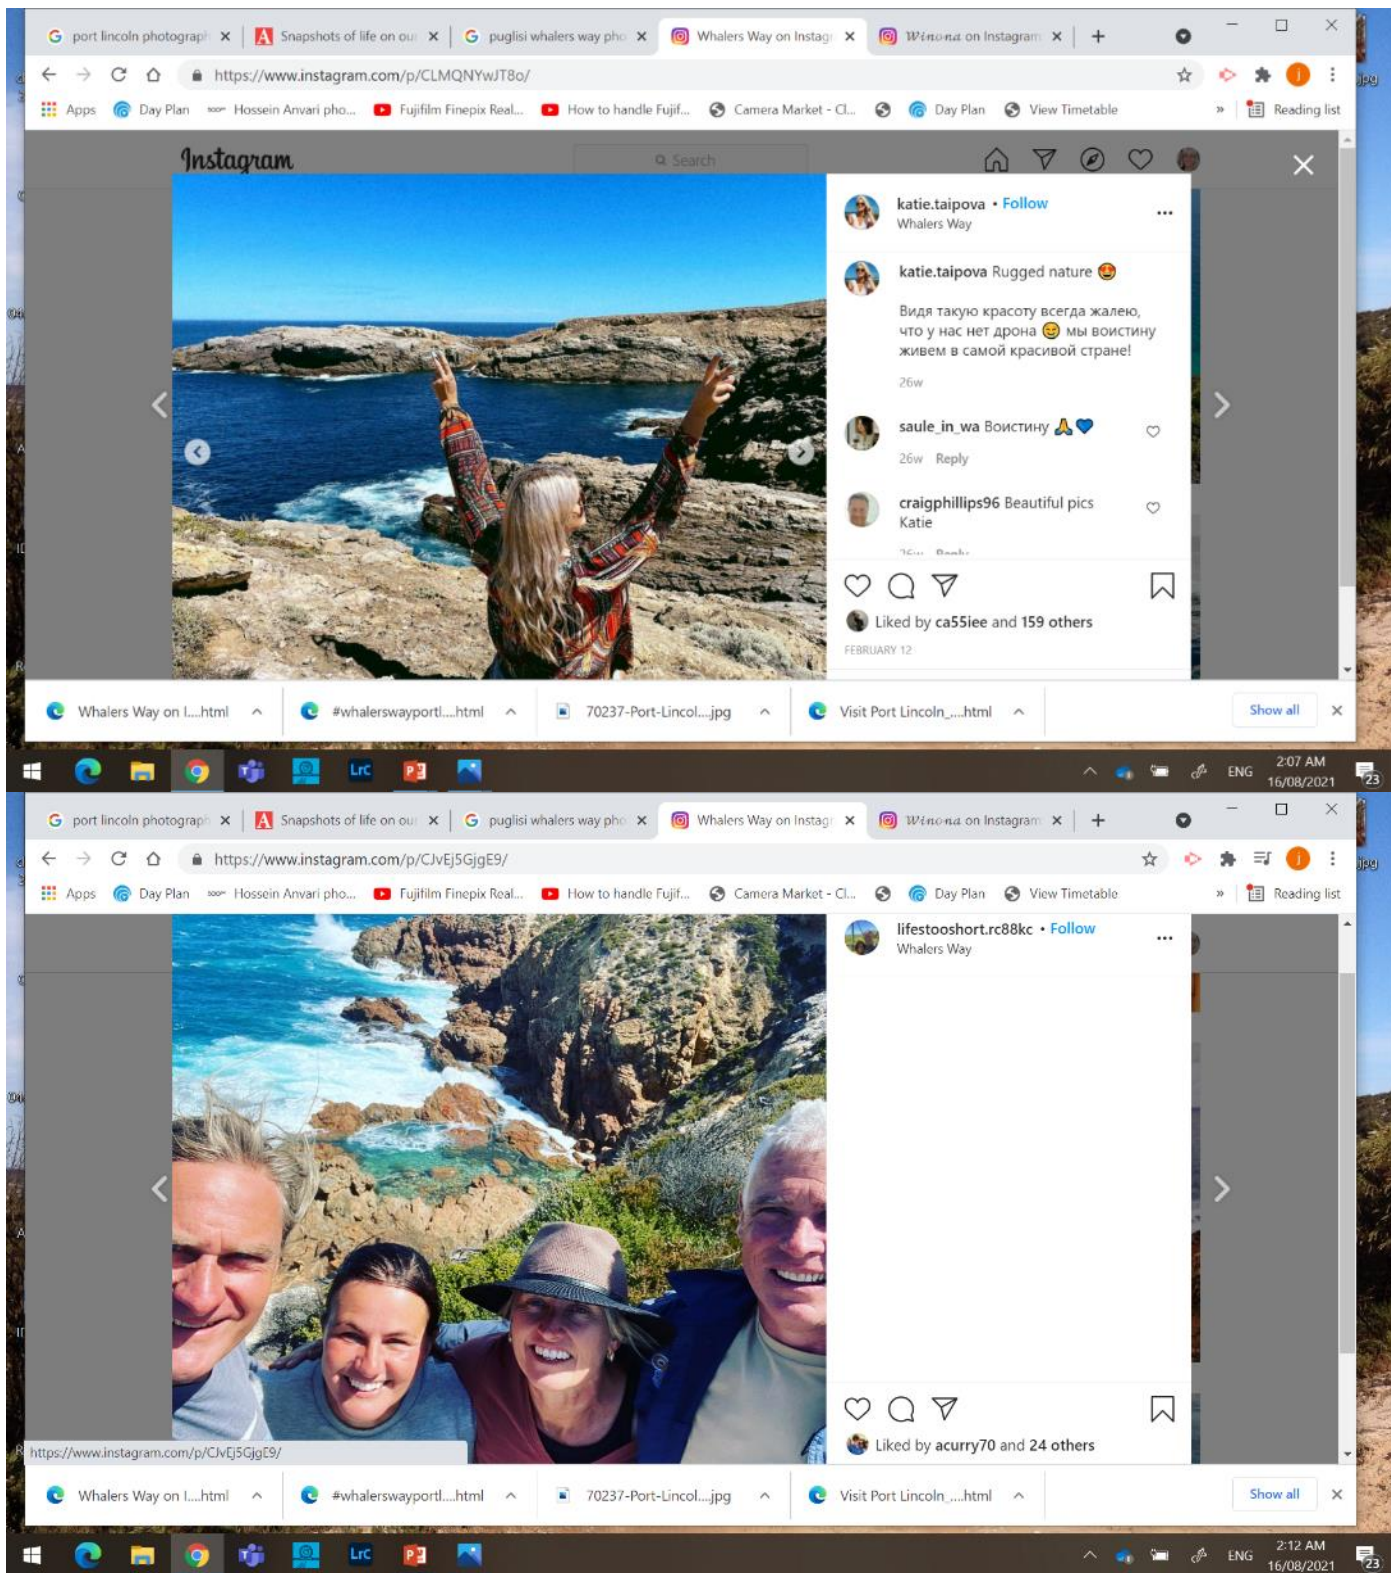 port lincoln photograph
Snapshots of life on our
puglisi whalers way pho
Whalers Way on Instagr
Winona on Instagram
https://www.instagram.com/p/CLMQNYwJT8o/
Apps
Day Plan
Hossein Anvari pho...
Fujifilm Finepix Real...
How to handle Fujif...
Camera Market - Cl...
Day Plan
View Timetable
»
Reading list
Instagram
Search
katie.taipova • Follow
Whalers Way
katie.taipova Rugged nature 😍
Видя такую красоту всегда жалею,
что у нас нет дрона 😄 мы воистину
живем в самой красивой стране!
26w
saule_in_wa Воистину 🙏💙
26w Reply
craigphillips96 Beautiful pics
Katie
26w Reply
Liked by ca55iee and 159 others
FEBRUARY 12
Whalers Way on I....html
#whalerswayportl....html
70237-Port-Lincol....jpg
Visit Port Lincoln_....html
Show all
LrC
ENG
2:07 AM
16/08/2021
23
port lincoln photograph
Snapshots of life on our
puglisi whalers way pho
Whalers Way on Instagr
Winona on Instagram
https://www.instagram.com/p/CJvEj5GjgE9/
Apps
Day Plan
Hossein Anvari pho...
Fujifilm Finepix Real...
How to handle Fujif...
Camera Market - Cl...
Day Plan
View Timetable
»
Reading list
lifestooshort.rc88kc • Follow
Whalers Way
Liked by acurry70 and 24 others
https://www.instagram.com/p/CJvEj5GjgE9/
Whalers Way on I....html
#whalerswayportl....html
70237-Port-Lincol....jpg
Visit Port Lincoln_....html
Show all
LrC
ENG
2:12 AM
16/08/2021
23